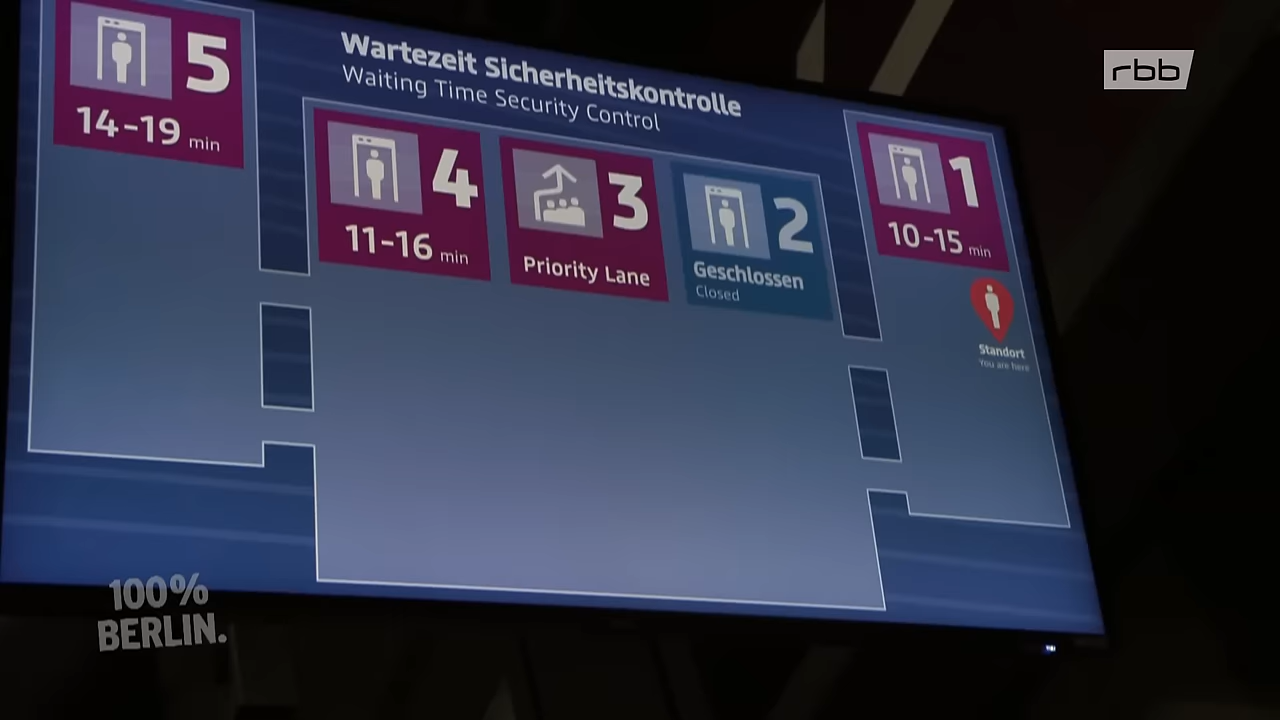 rbb
Wartezeit Sicherheitskontrolle
Waiting Time Security Control
5
14-19 min
4
11-16 min
3
Priority Lane
2
Geschlossen
Closed
1
10-15 min
Standort
You are here
100%
BERLIN.